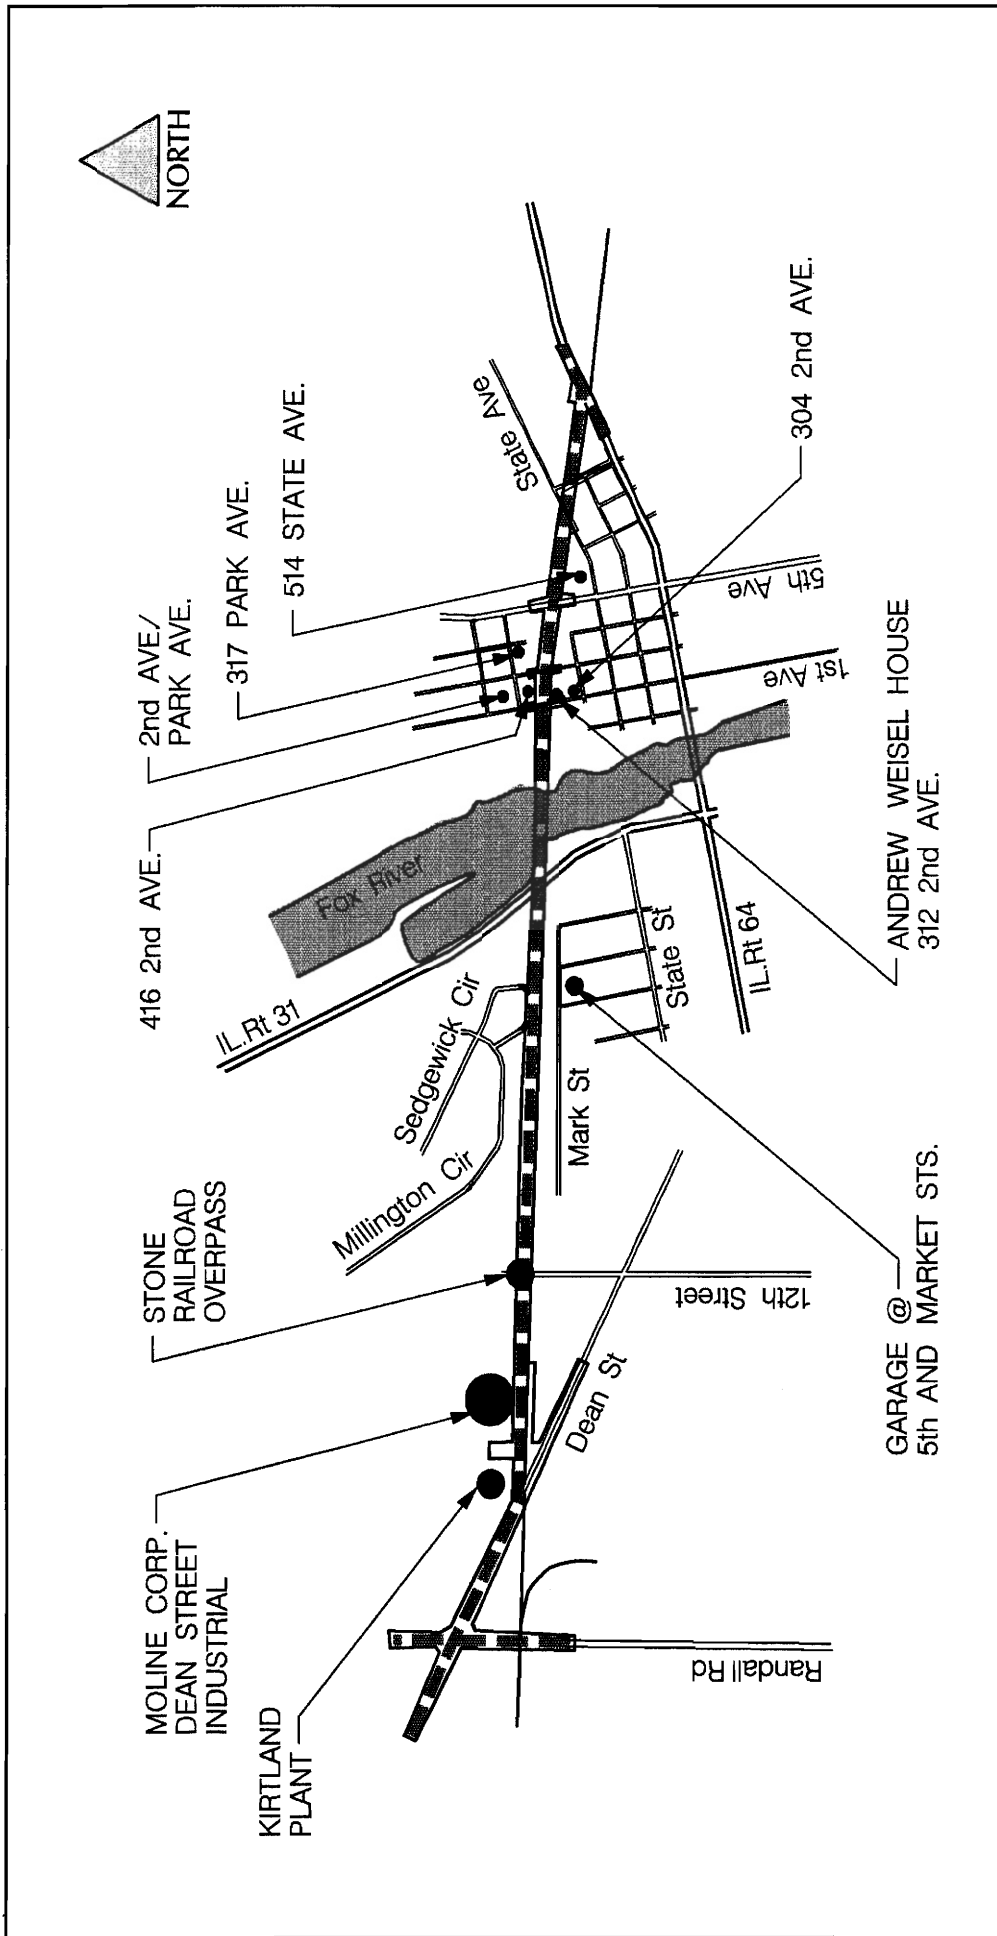 NORTH
MOLINE CORP.
DEAN STREET
INDUSTRIAL
STONE
RAILROAD
OVERPASS
416 2nd AVE.
2nd AVE/
PARK AVE.
317 PARK AVE.
514 STATE AVE.
KIRTLAND
PLANT
IL.Rt 31
Fox River
Millington Cir
Sedgewick Cir
State Ave
Dean St
Mark St
12th Street
Randall Rd
State St
IL.Rt 64
1st Ave
5th Ave
304 2nd AVE.
GARAGE @
5th AND MARKET STS.
ANDREW WEISEL HOUSE
312 2nd AVE.